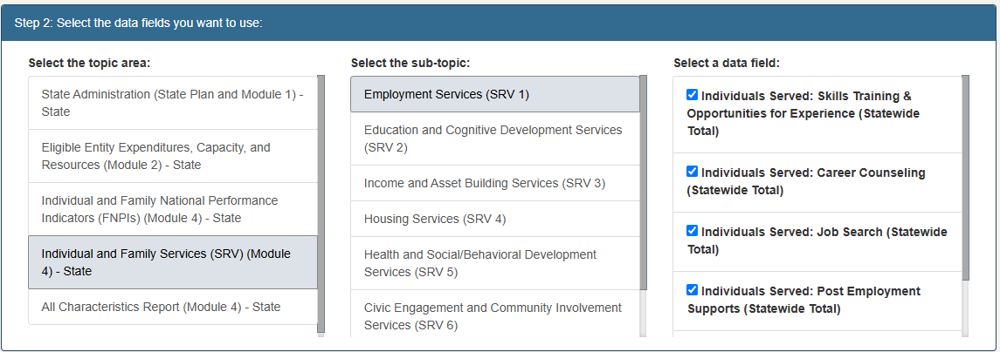 Step 2: Select the data fields you want to use:
Select the topic area:
State Administration (State Plan and Module 1) -
State
Eligible Entity Expenditures, Capacity, and
Resources (Module 2) - State
Individual and Family National Performance
Indicators (FNPIs) (Module 4) - State
Individual and Family Services (SRV) (Module
4) - State
All Characteristics Report (Module 4) - State
Select the sub-topic:
Employment Services (SRV 1)
Education and Cognitive Development Services
(SRV 2)
Income and Asset Building Services (SRV 3)
Housing Services (SRV 4)
Health and Social/Behavioral Development
Services (SRV 5)
Civic Engagement and Community Involvement
Services (SRV 6)
Select a data field:
Individuals Served: Skills Training &
Opportunities for Experience (Statewide
Total)
Individuals Served: Career Counseling
(Statewide Total)
Individuals Served: Job Search (Statewide
Total)
Individuals Served: Post Employment
Supports (Statewide Total)